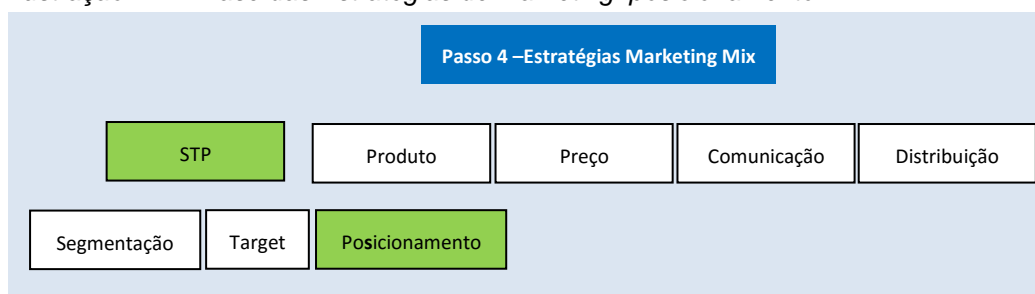 Passo 4 –Estratégias Marketing Mix
STP Produto Preço Comunicação Distribuição
Segmentação Target Posicionamento